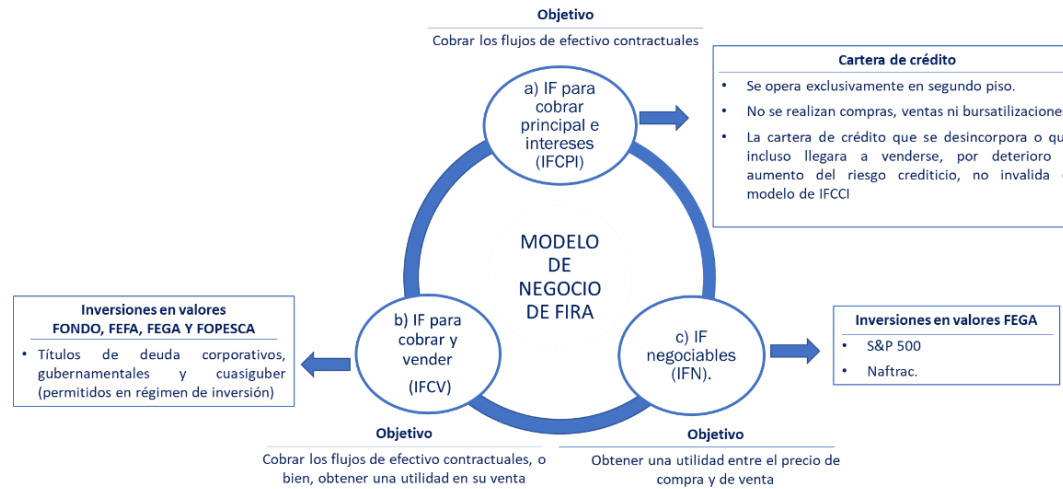 Objetivo
Cobrar los flujos de efectivo contractuales
a) IF para
cobrar
principal e
intereses
(IFCPI)
Cartera de crédito
• Se opera exclusivamente en segundo piso.
• No se realizan compras, ventas ni bursatilizaciones
• La cartera de crédito que se desincorpora o qu
incluso llegara a venderse, por deterioro
aumento del riesgo crediticio, no invalida
modelo de IFCCI
MODELO
DE
NEGOCIO
DE FIRA
Inversiones en valores
FONDO, FEFA, FEGA Y FOPESCA
• Títulos de deuda corporativos,
gubernamentales y cuasiguber
(permitidos en régimen de inversión)
b) IF para
cobrar y
vender
(IFCV)
c) IF
negociables
(IFN).
Inversiones en valores FEGA
• S&P 500
• Naftrac.
Objetivo
Cobrar los flujos de efectivo contractuales, o
bien, obtener una utilidad en su venta
Objetivo
Obtener una utilidad entre el precio de
compra y de venta